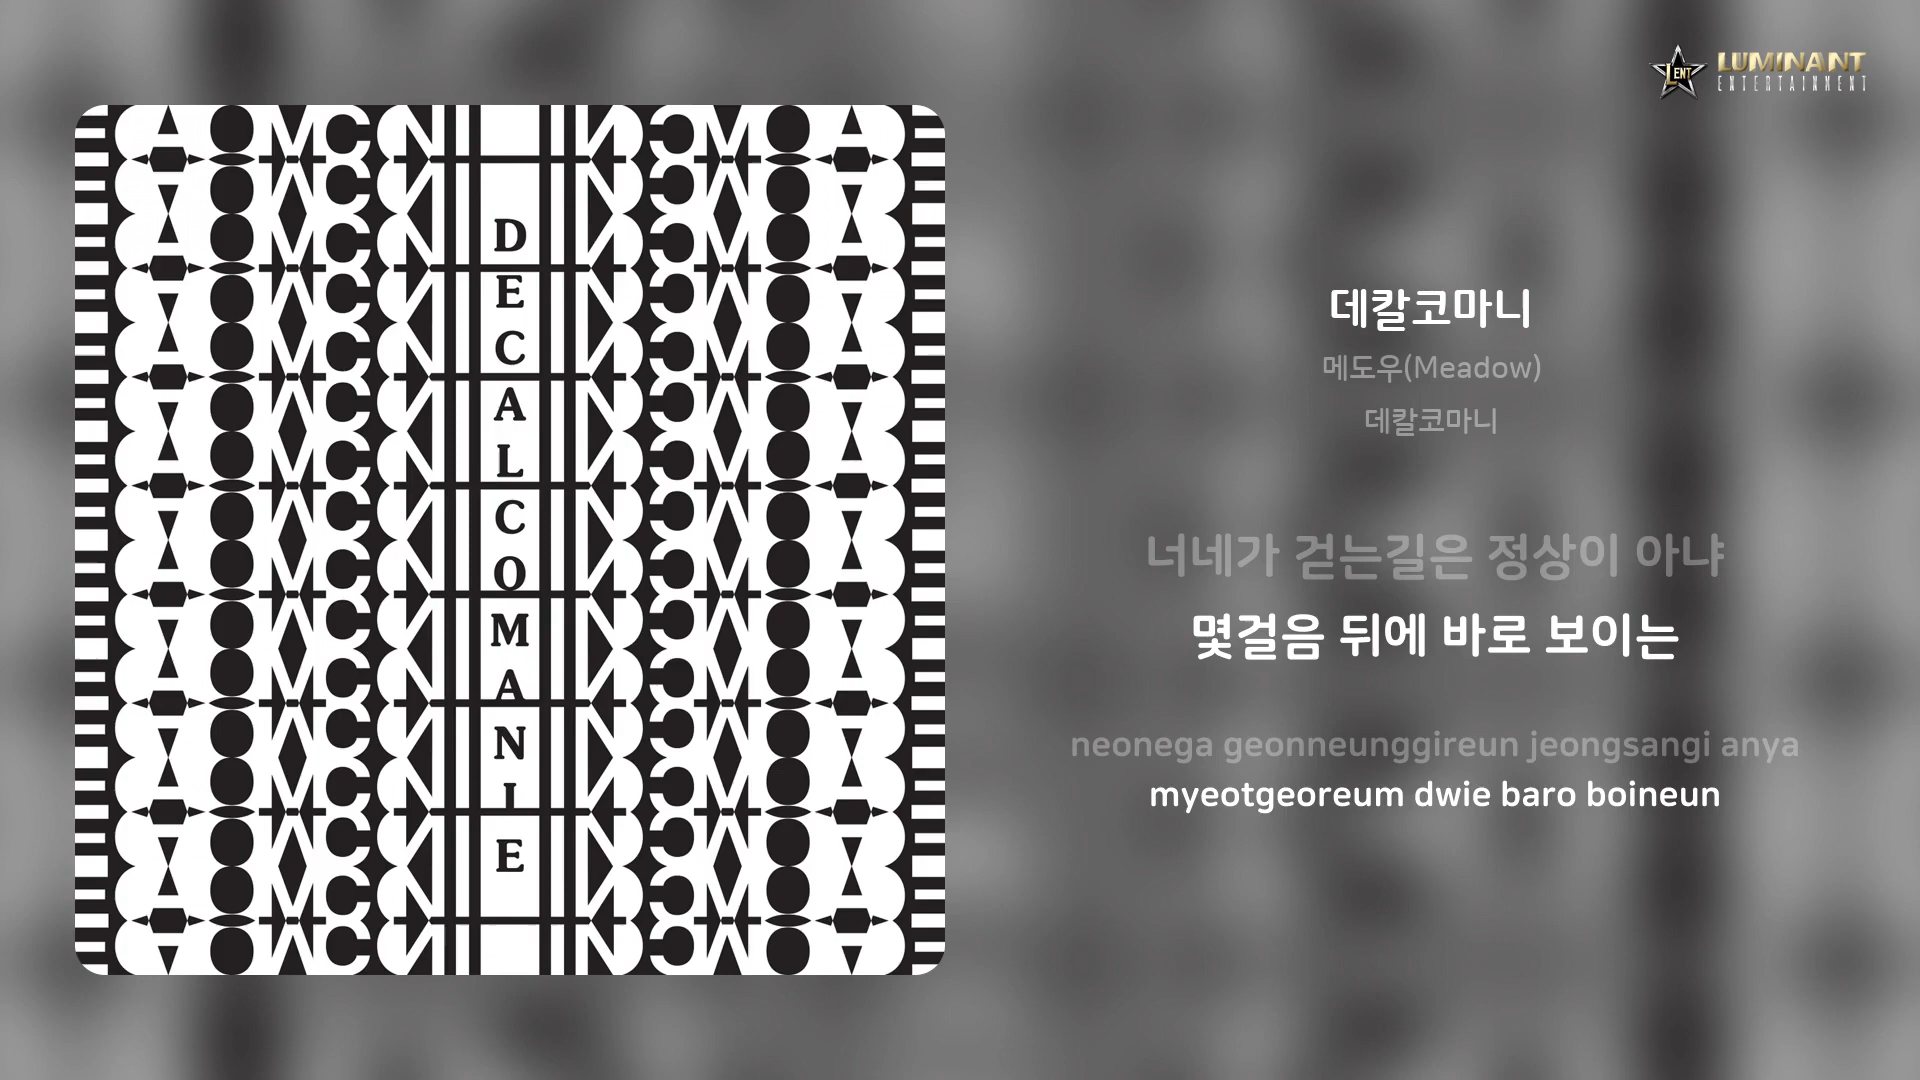 LENT
LUMINANT
ENTERTAINMENT
DECALCOMANIE
데칼코마니
메도우(Meadow)
데칼코마니
너네가 걷는길은 정상이 아냐
몇걸음 뒤에 바로 보이는
neonega geonneunggireun jeongsangi anya
myeotgeoreum dwie baro boineun